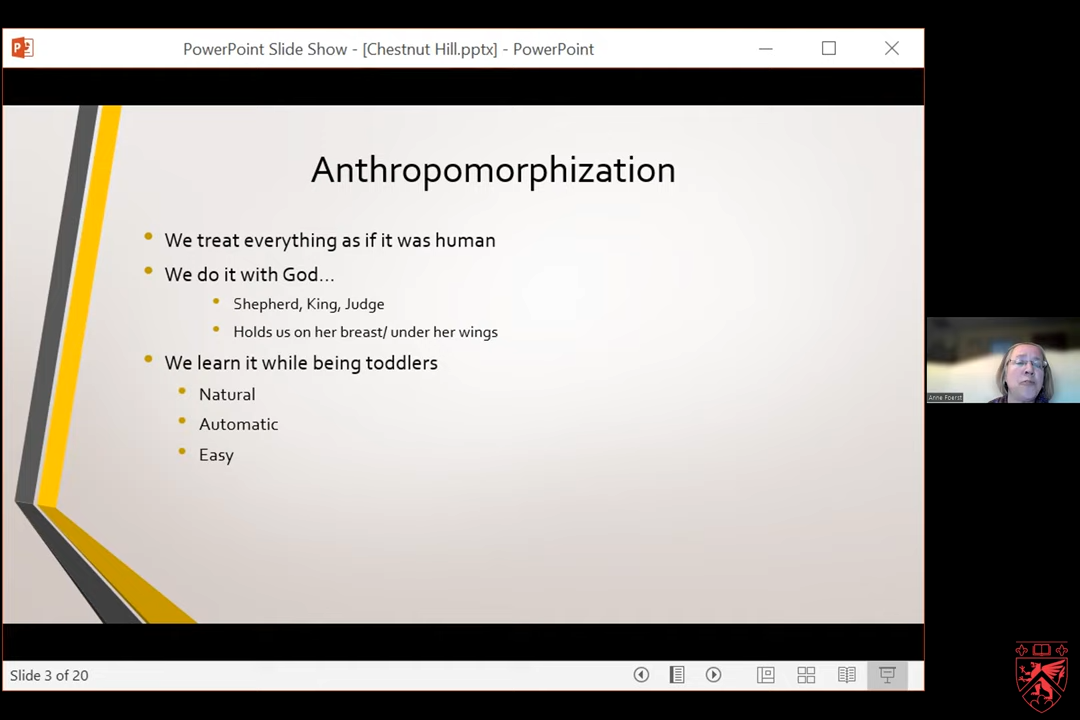 PowerPoint Slide Show - [Chestnut Hill.pptx] - PowerPoint
Anthropomorphization
We treat everything as if it was human
We do it with God...
Shepherd, King, Judge
Holds us on her breast/ under her wings
We learn it while being toddlers
Natural
Automatic
Easy
Anne Foerst
Slide 3 of 20